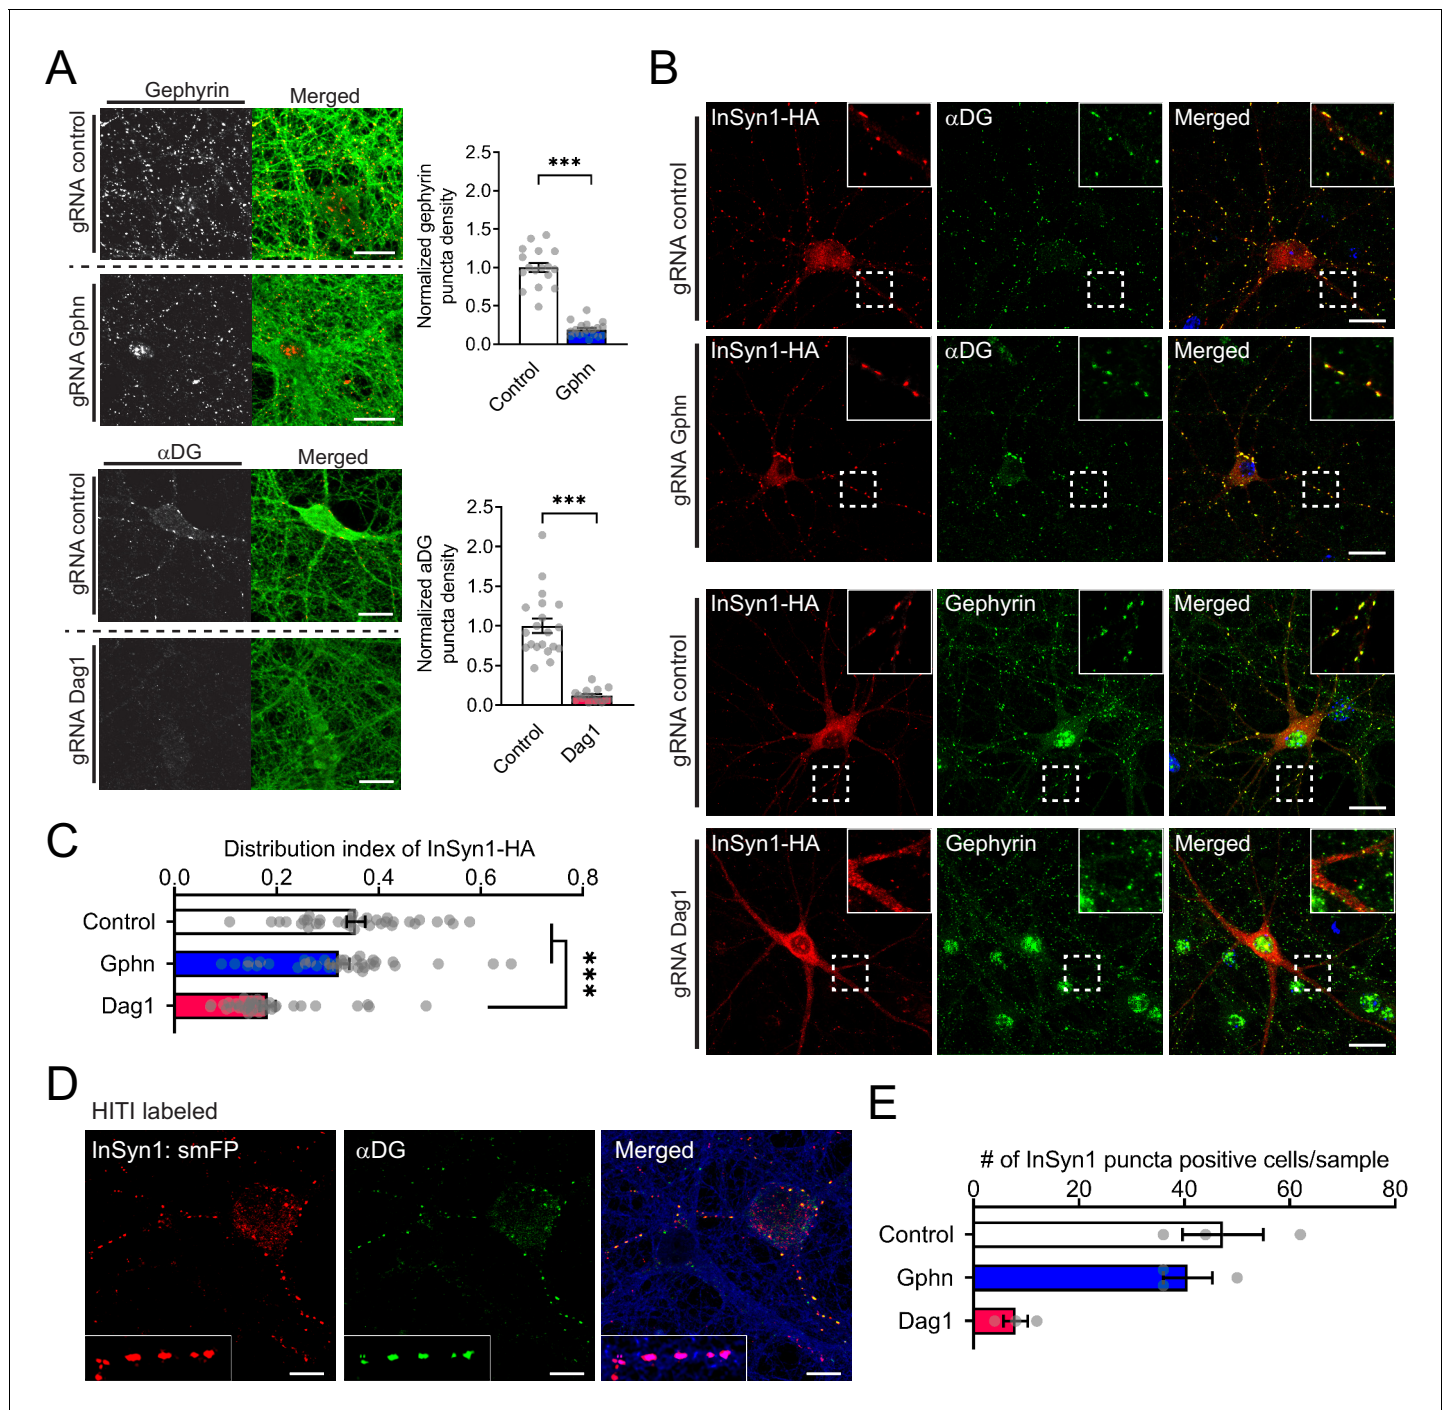 A
Gephyrin
Merged
gRNA control
gRNA Gphn
Normalized gephyrin
puncta density
2.5
2.0
1.5
1.0
0.5
0.0
***
Control
Gphn
αDG
Merged
gRNA control
gRNA Dag1
Normalized aDG
puncta density
2.5
2.0
1.5
1.0
0.5
0.0
***
Control
Dag1
B
gRNA control
InSyn1-HA
αDG
Merged
gRNA Gphn
InSyn1-HA
αDG
Merged
gRNA control
InSyn1-HA
Gephyrin
Merged
gRNA Dag1
InSyn1-HA
Gephyrin
Merged
C
Distribution index of InSyn1-HA
0.0 0.2 0.4 0.6 0.8
Control
Gphn
Dag1
***
D
HITI labeled
InSyn1: smFP
αDG
Merged
E
# of InSyn1 puncta positive cells/sample
0 20 40 60 80
Control
Gphn
Dag1